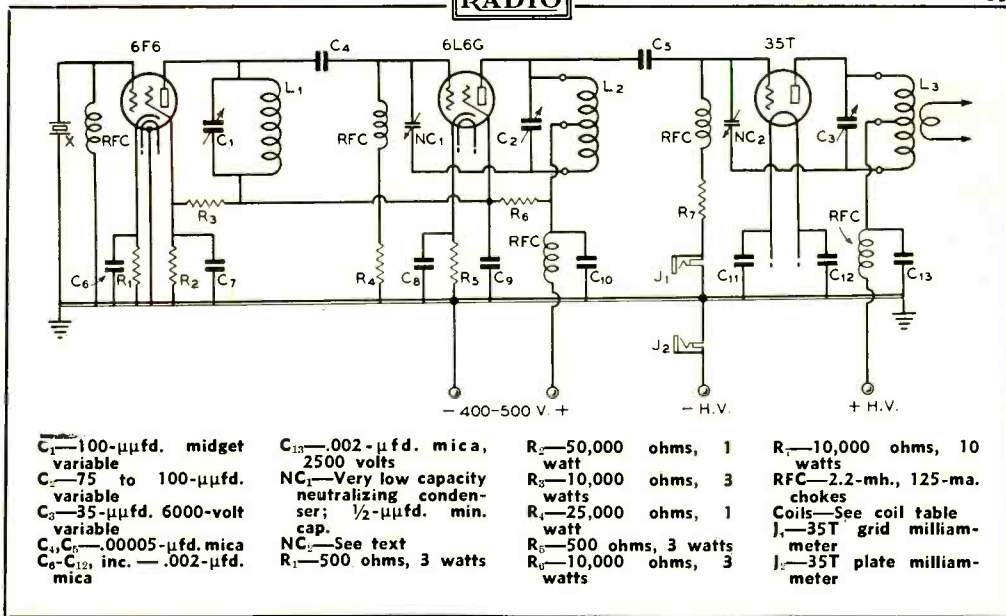 RADIO
6F6
C4
6L6G
C5
35T
L1
L2
L3
X
RFC
C1
RFC
NC1
C2
RFC
NC2
C3
R3
R6
R7
RFC
RFC
C6
R1
R2
C7
R4
C8
R5
C9
C10
J1
C11
C12
C13
J2
− 400-500 V. +
− H.V.
+ H.V.
C1—100-µµfd. midget
variable
C2—75 to 100-µµfd.
variable
C3—35-µµfd. 6000-volt
variable
C4,C5—.00005-µfd. mica
C6-C12, inc. — .002-µfd.
mica
C13—.002-µfd. mica,
2500 volts
NC1—Very low capacity
neutralizing conden-
ser; ½-µµfd. min.
cap.
NC2—See text
R1—500 ohms, 3 watts
R2—50,000 ohms, 1
watt
R3—10,000 ohms, 3
watts
R4—25,000 ohms, 1
watt
R5—500 ohms, 3 watts
R6—10,000 ohms, 3
watts
R7—10,000 ohms, 10
watts
RFC—2.2-mh., 125-ma.
chokes
Coils—See coil table
J1—35T grid milliam-
meter
J2—35T plate milliam-
meter